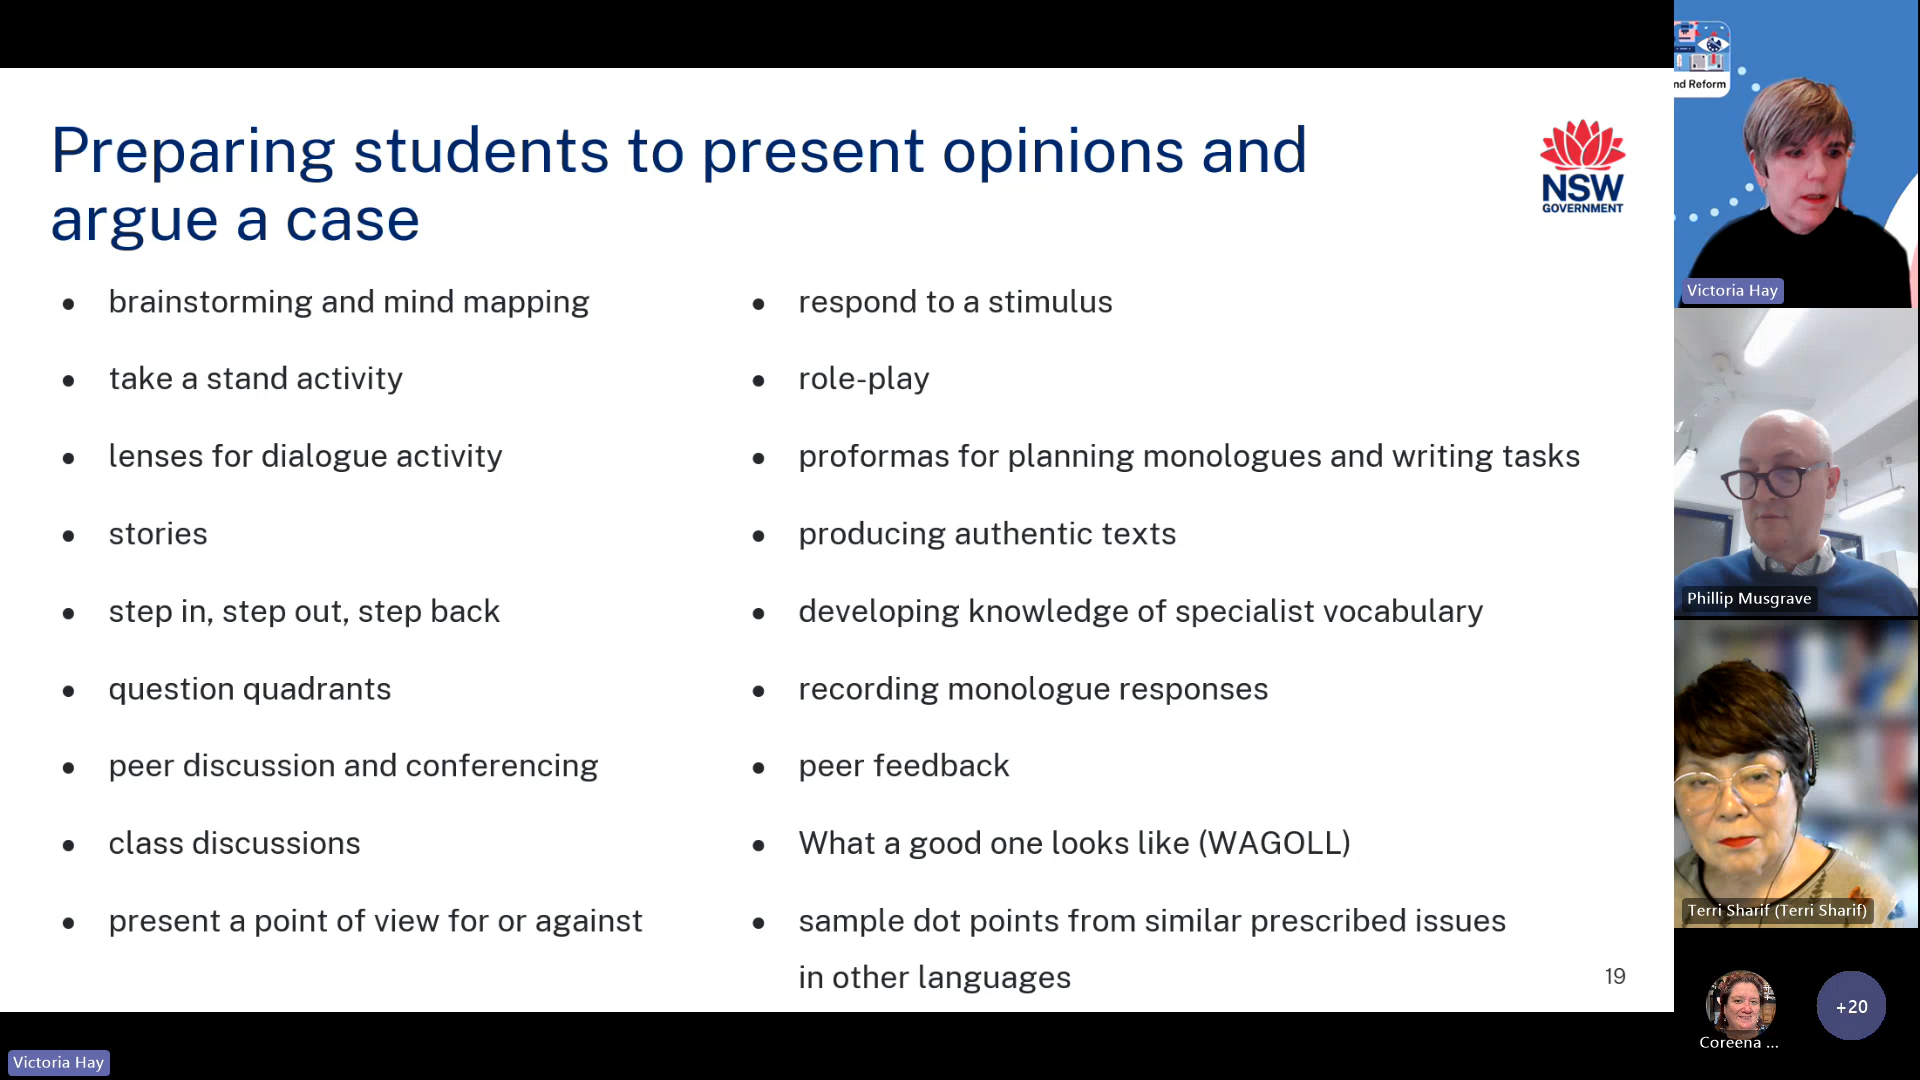 Preparing students to present opinions and
argue a case
NSW
GOVERNMENT
• brainstorming and mind mapping
• take a stand activity
• lenses for dialogue activity
• stories
• step in, step out, step back
• question quadrants
• peer discussion and conferencing
• class discussions
• present a point of view for or against
• respond to a stimulus
• role-play
• proformas for planning monologues and writing tasks
• producing authentic texts
• developing knowledge of specialist vocabulary
• recording monologue responses
• peer feedback
• What a good one looks like (WAGOLL)
• sample dot points from similar prescribed issues
in other languages
19
nd Reform
Victoria Hay
Phillip Musgrave
Terri Sharif (Terri Sharif)
Coreena ...
+20
Victoria Hay